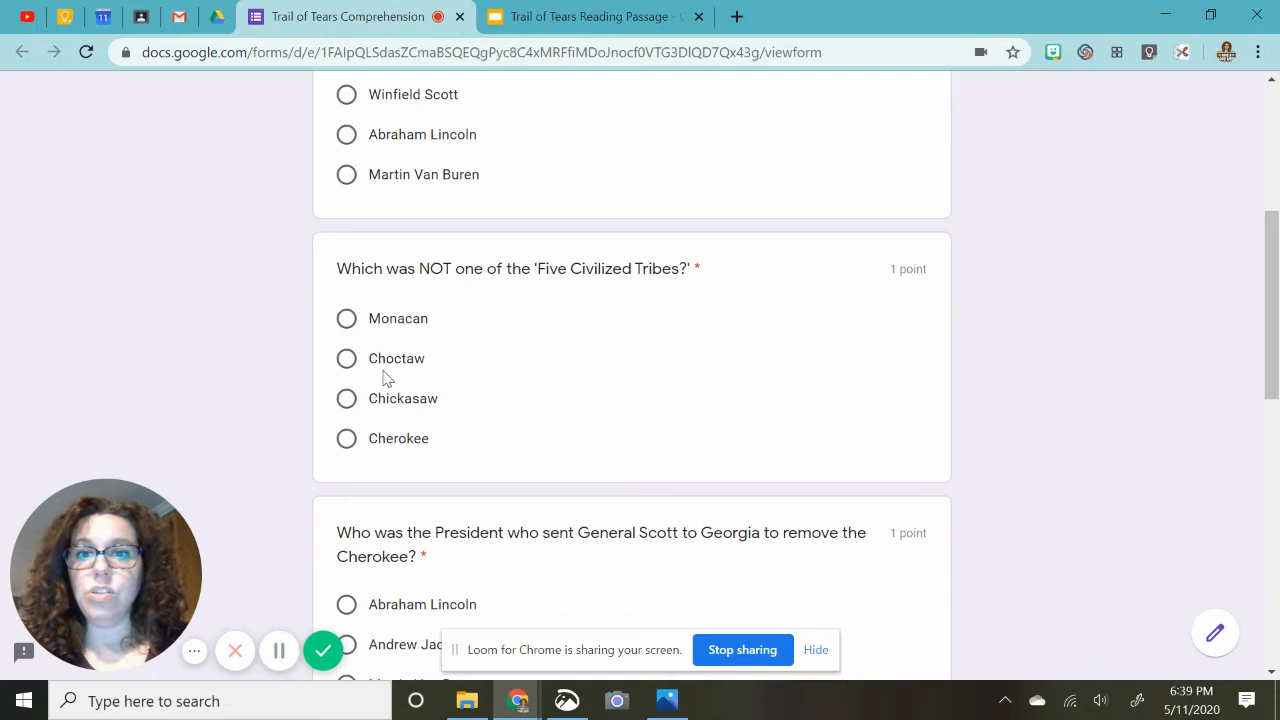 Trail of Tears Comprehension
Trail of Tears Reading Passage - G
docs.google.com/forms/d/e/1FAIpQLSdasZCmaBSQEQgPyc8C4xMRFfiMDoJnocf0VTG3DlQD7Qx43g/viewform
Winfield Scott
Abraham Lincoln
Martin Van Buren
Which was NOT one of the 'Five Civilized Tribes?' *
1 point
Monacan
Choctaw
Chickasaw
Cherokee
Who was the President who sent General Scott to Georgia to remove the
Cherokee? *
1 point
Abraham Lincoln
Andrew Jac
Loom for Chrome is sharing your screen.
Stop sharing
Hide
Type here to search
6:39 PM
5/11/2020